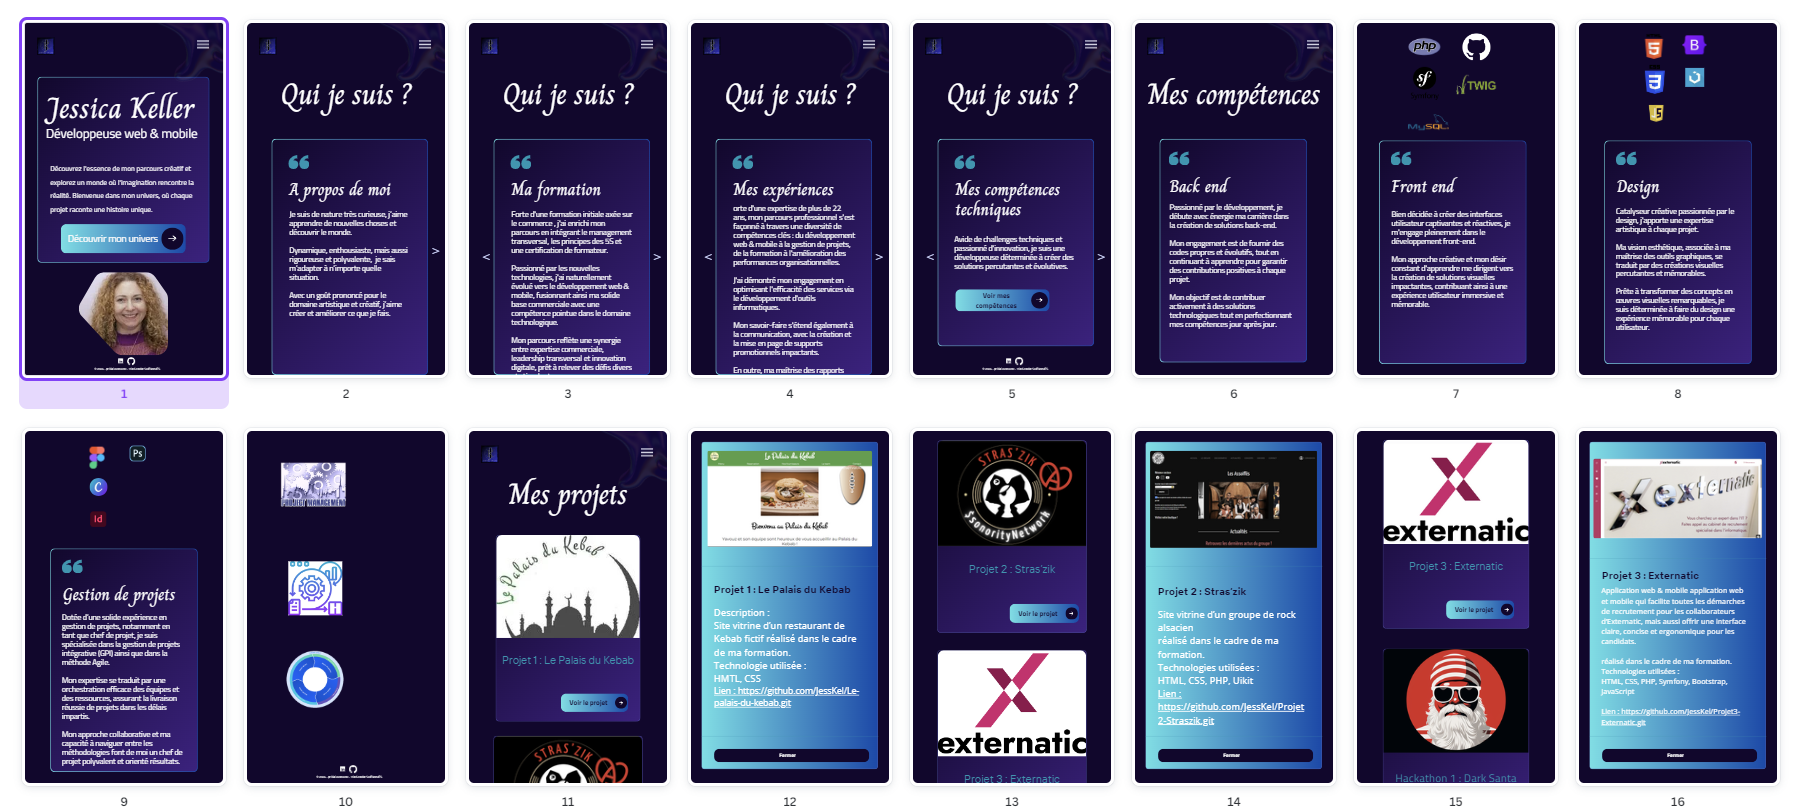 Jessica Keller
Développeuse web & mobile
Découvrez l'essence de mon parcours créatif et
explorez un monde où l'imagination rencontre la
réalité. Bienvenue dans mon univers, où chaque
projet raconte une histoire unique.
Découvrir mon univers
1
Qui je suis ?
A propos de moi
Je suis de nature très curieuse, j'aime
apprendre de nouvelles choses et
découvrir le monde.
Dynamique, enthousiaste, mais aussi
rigoureuse et polyvalente, je sais
m'adapter à n'importe quelle
situation.
Avec un goût prononcé pour le
domaine artistique et créatif, j'aime
créer et améliorer ce que je fais.
>
2
Qui je suis ?
Ma formation
Forte d'une formation initiale axée sur
le commerce , j'ai enrichi mon
parcours en intégrant le management
transversal, les principes des 5S et
une certification de formateur.
Passionné par les nouvelles
technologies, j'ai naturellement
évolué vers le développement web &
mobile, fusionnant ainsi ma solide
base commerciale avec une
compétence pointue dans le domaine
technologique.
Mon parcours reflète une synergie
entre expertise commerciale,
leadership transversal et innovation
digitale, prêt à relever des défis divers
<
>
3
Qui je suis ?
Mes expériences
orte d'une expérience de plus de 22
ans, mon parcours professionnel s'est
façonné à travers une diversité de
compétences clés : du développement
web & mobile à la gestion de projets,
de la formation à l'amélioration des
performances organisationnelles.
J'ai démontré mon engagement en
optimisant l'efficacité des services via
le développement d'outils
informatiques.
Mon savoir-faire s'étend également à
la communication, avec la création et
la mise en page de supports
promotionnels impactants.
En outre, ma maîtrise des rapports
<
>
4
Qui je suis ?
Mes compétences
techniques
Avide de challenges techniques et
passionné d'innovation, je suis une
développeuse déterminée à créer des
solutions percutantes et évolutives.
Voir mes
compétences
<
>
5
Mes compétences
Back end
Passionné par le développement, je
débute avec énergie ma carrière dans
la création de solutions back-end.
Mon engagement est de fournir des
codes propres et évolutifs, tout en
continuant à apprendre pour garantir
des contributions positives à chaque
projet.
Mon objectif est de contribuer
activement à des solutions
technologiques tout en perfectionnant
mes compétences jour après jour.
6
php
sf
TWIG
MySQL
Front end
Bien décidée à créer des interfaces
utilisateur captivantes et réactives, je
m'engage pleinement dans le
développement front-end.
Mon approche créative et mon désir
constant d'apprendre me dirigent vers
la création de solutions visuelles
impactantes, contribuant ainsi à une
expérience utilisateur immersive et
mémorable.
7
5
B
3
5
Design
Catalyseur créative passionnée par le
design, j'apporte une expertise
artistique à chaque projet.
Ma vision esthétique, associée à ma
maîtrise des outils graphiques, se
traduit par des créations visuelles
percutantes et mémorables.
Prête à transformer des concepts en
œuvres visuelles remarquables, je
suis déterminée à faire du design une
expérience mémorable pour chaque
utilisateur.
8
Ps
C
Id
Gestion de projets
Dotée d'une solide expérience en
gestion de projets, notamment en
tant que chef de projet, je suis
spécialisée dans la gestion de projets
intégrative (GPI) ainsi que dans la
méthode Agile.
Mon expertise se traduit par une
orchestration efficace des équipes et
des ressources, assurant la livraison
réussie de projets dans les délais
impartis.
Mon approche collaborative et ma
capacité à naviguer entre les
méthodologies font de moi un chef de
projet polyvalent et orienté résultats.
9
PROJECT MANAGEMENT
10
Mes projets
Le Palais du Kebab
Projet 1 : Le Palais du Kebab
Voir le projet
STRAS'ZIK
11
Le Palais du Kebab
Bienvenu au Palais du Kebab
Projet 1 : Le Palais du Kebab
Description :
Site vitrine d'un restaurant de
Kebab fictif réalisé dans le cadre
de ma formation.
Technologie utilisée :
HMTL, CSS
Lien : https://github.com/JessKel/Le-
palais-du-kebab.git
Fermer
12
STRAS'ZIK
$SonorityNetwork
Projet 2 : Stras'zik
Voir le projet
externatic
Projet 3 : Externatic
13
Les Assoiffés
Actualités
Retrouve les dernières actus du groupe !
Projet 2 : Stras'zik
Site vitrine d'un groupe de rock
alsacien
réalisé dans le cadre de ma
formation.
Technologies utilisées :
HTML, CSS, PHP, Uikit
Lien :
https://github.com/JessKel/Projet
2-Straszik.git
Fermer
14
externatic
Projet 3 : Externatic
Voir le projet
Hackathon 1 : Dark Santa
15
externatic
Projet 3 : Externatic
Application web & mobile application web
et mobile qui facilite toutes les démarches
de recrutement pour les collaborateurs
d'Externatic, mais aussi offrir une interface
claire, concise et ergonomique pour les
candidats.
réalisé dans le cadre de ma formation.
Technologies utilisées :
HTML, CSS, PHP, Symfony, Bootstrap,
JavaScript
Lien : https://github.com/JessKel/Projet3-
Externatic.git
Fermer
16